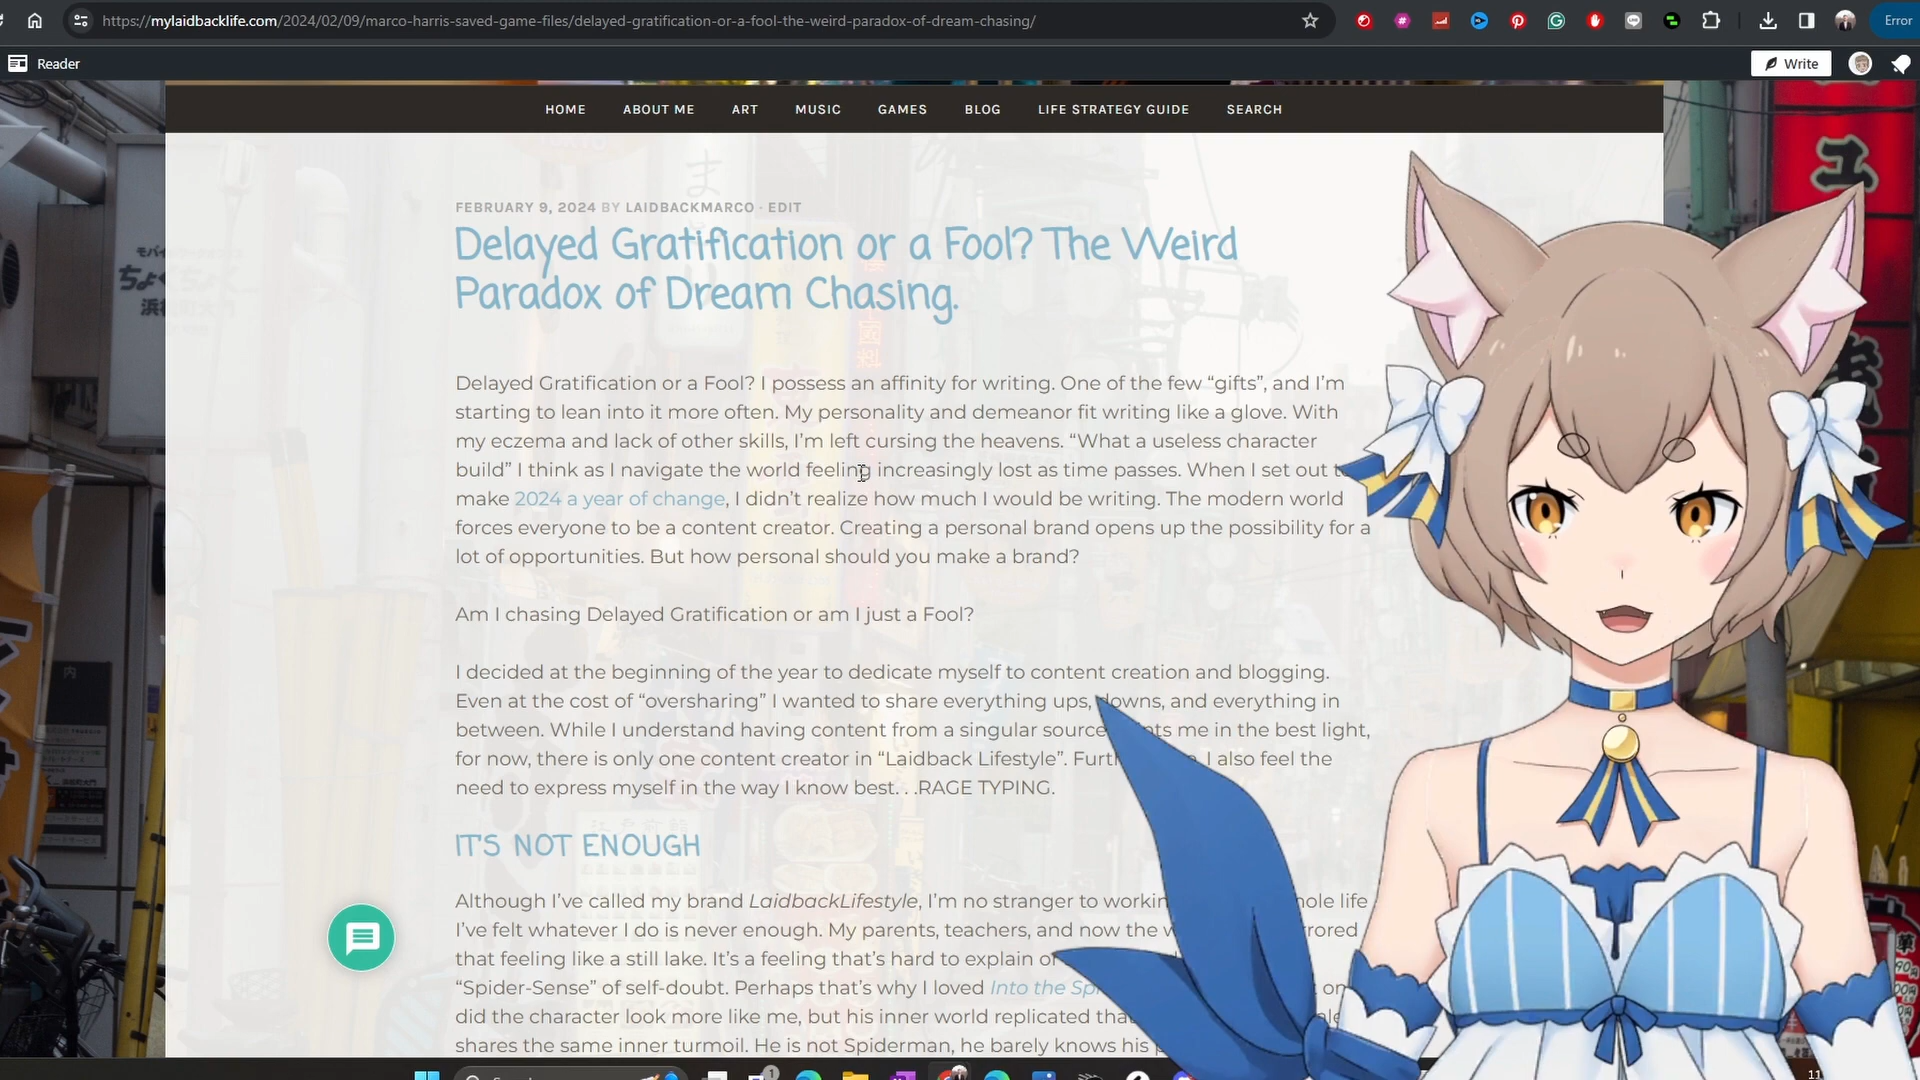 https://mylaidbacklife.com/2024/02/09/marco-harris-saved-game-files/delayed-gratification-or-a-fool-the-weird-paradox-of-dream-chasing/
Error
Reader
Write
HOME ABOUT ME ART MUSIC GAMES BLOG LIFE STRATEGY GUIDE SEARCH
FEBRUARY 9, 2024 BY LAIDBACKMARCO · EDIT
Delayed Gratification or a Fool? The Weird
Paradox of Dream Chasing.
Delayed Gratification or a Fool? I possess an affinity for writing. One of the few “gifts”, and I’m
starting to lean into it more often. My personality and demeanor fit writing like a glove. With
my eczema and lack of other skills, I’m left cursing the heavens. “What a useless character
build” I think as I navigate the world feeling increasingly lost as time passes. When I set out
make 2024 a year of change, I didn’t realize how much I would be writing. The modern world
forces everyone to be a content creator. Creating a personal brand opens up the possibility for a
lot of opportunities. But how personal should you make a brand?
Am I chasing Delayed Gratification or am I just a Fool?
I decided at the beginning of the year to dedicate myself to content creation and blogging.
Even at the cost of “oversharing” I wanted to share everything ups, downs, and everything in
between. While I understand having content from a singular source me in the best light,
for now, there is only one content creator in “Laidback Lifestyle”. I also feel the
need to express myself in the way I know best. . .RAGE TYPING.
IT’S NOT ENOUGH
Although I’ve called my brand LaidbackLifestyle, I’m no stranger to life
I’ve felt whatever I do is never enough. My parents, teachers, and now the
that feeling like a still lake. It’s a feeling that’s hard to explain
“Spider-Sense” of self-doubt. Perhaps that’s why I loved Into the
did the character look more like me, but his inner world replicated
shares the same inner turmoil. He is not Spiderman, he barely knows his